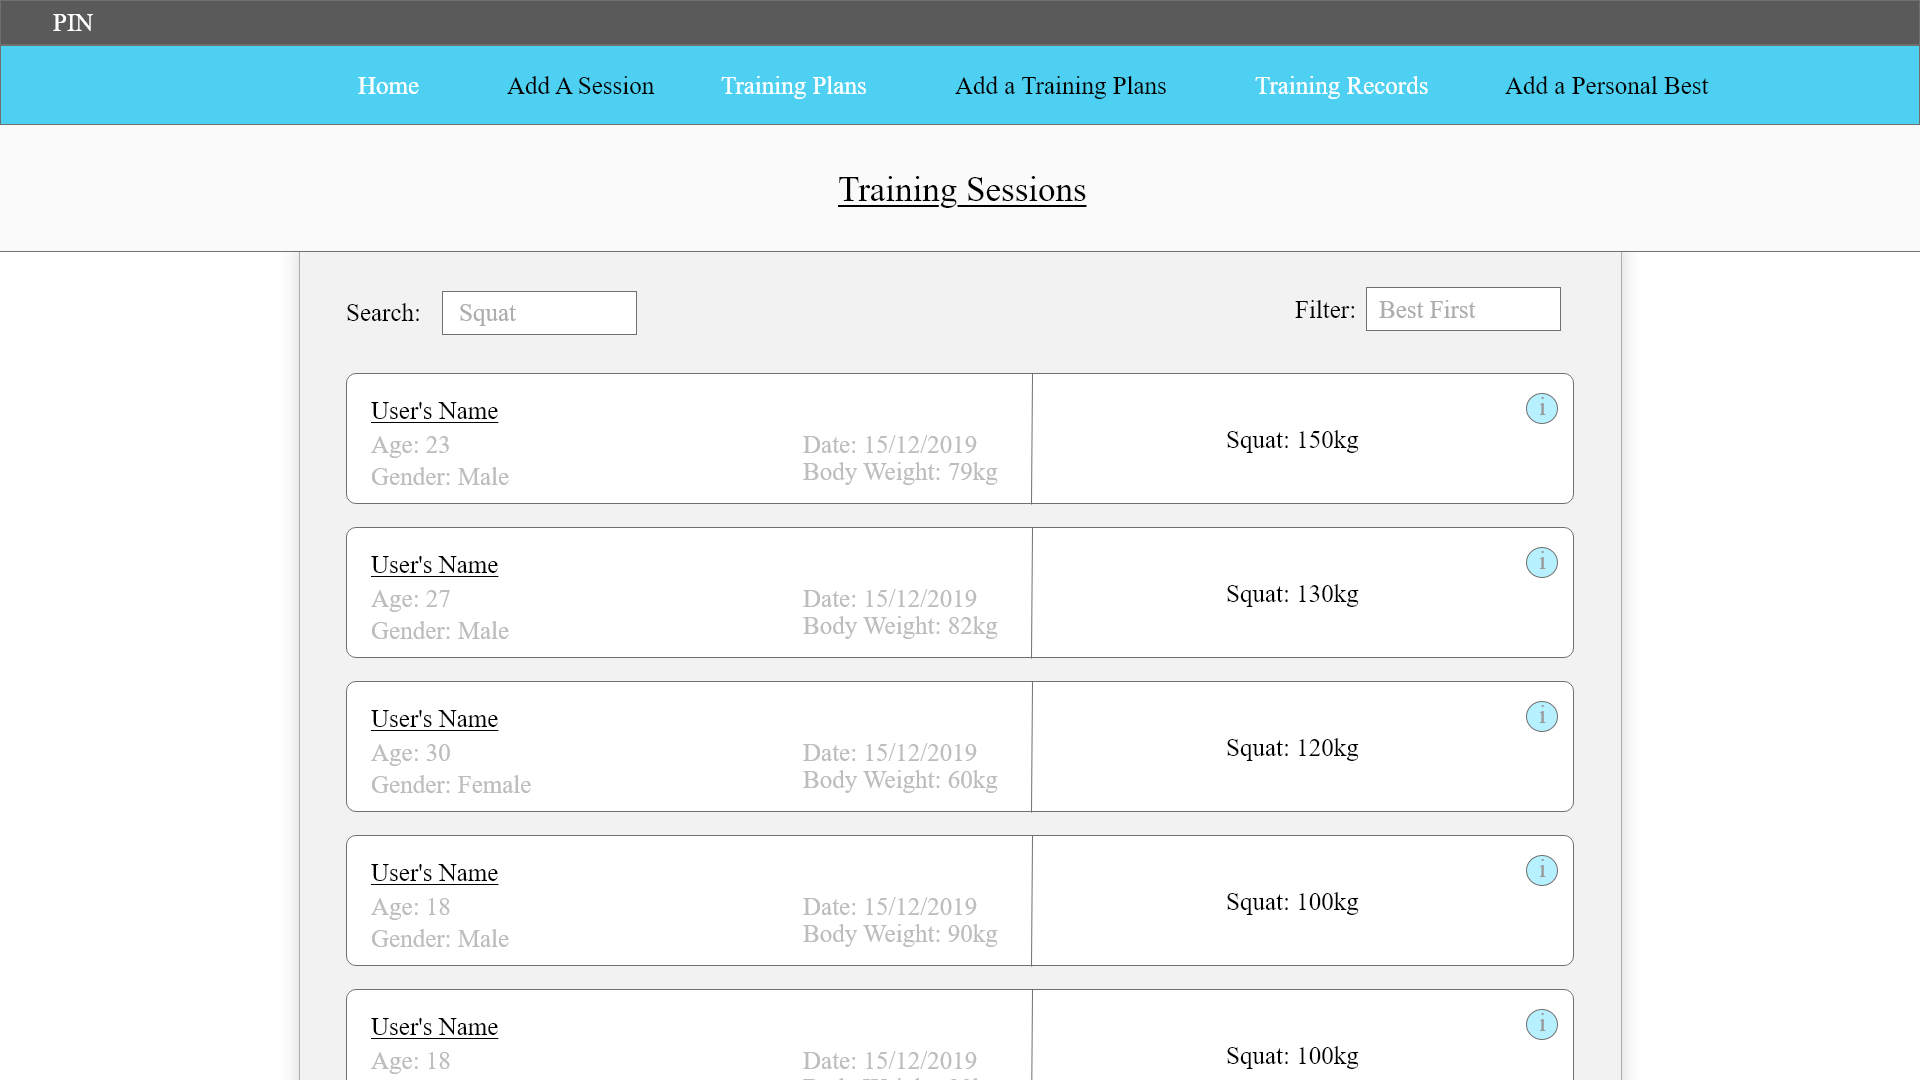 PIN
Home Add A Session Training Plans Add a Training Plans Training Records Add a Personal Best
Training Sessions
Search: Squat Filter: Best First
User's Name
i
Age: 23 Date: 15/12/2019 Squat: 150kg
Gender: Male Body Weight: 79kg
User's Name
i
Age: 27 Date: 15/12/2019 Squat: 130kg
Gender: Male Body Weight: 82kg
User's Name
i
Age: 30 Date: 15/12/2019 Squat: 120kg
Gender: Female Body Weight: 60kg
User's Name
i
Age: 18 Date: 15/12/2019 Squat: 100kg
Gender: Male Body Weight: 90kg
User's Name
i
Age: 18 Date: 15/12/2019 Squat: 100kg